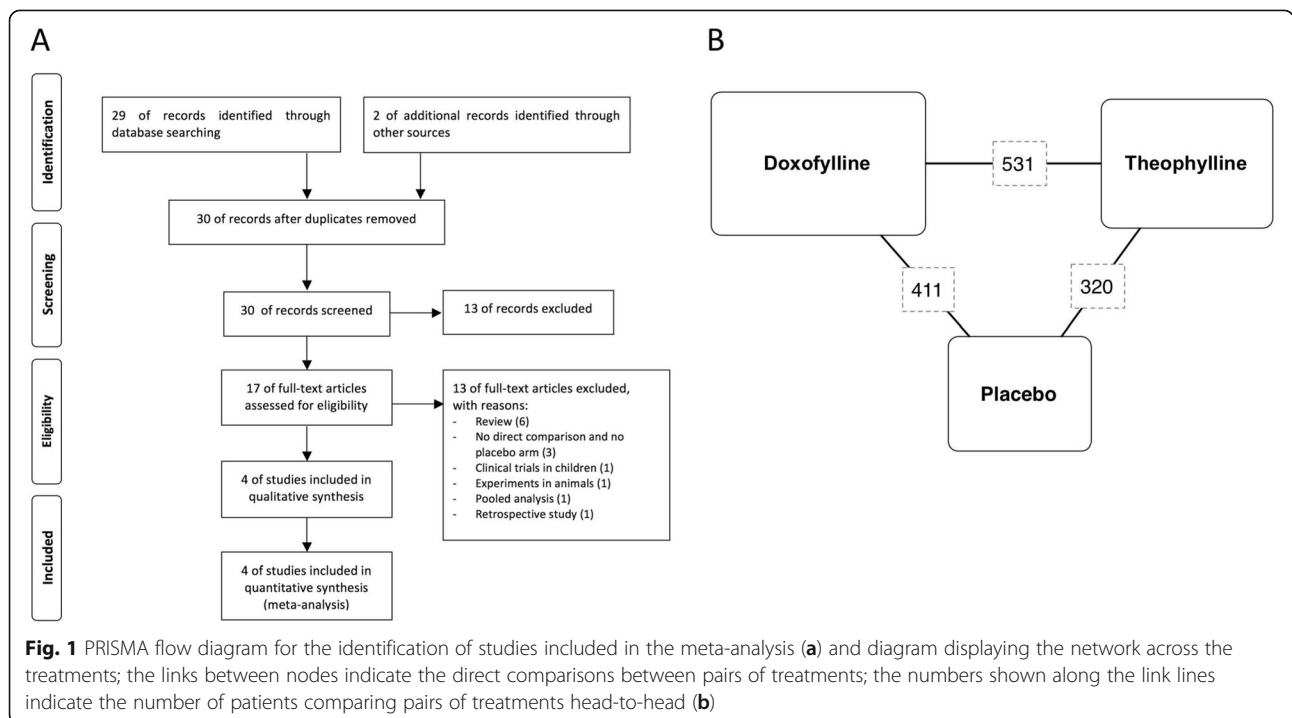 A
Identification
29 of records identified through
database searching
2 of additional records identified through
other sources
30 of records after duplicates removed
Screening
30 of records screened
13 of records excluded
Eligibility
17 of full-text articles
assessed for eligibility
13 of full-text articles excluded,
with reasons:
- Review (6)
- No direct comparison and no
placebo arm (3)
- Clinical trials in children (1)
- Experiments in animals (1)
- Pooled analysis (1)
- Retrospective study (1)
4 of studies included in
qualitative synthesis
Included
4 of studies included in
quantitative synthesis
(meta-analysis)
B
Doxofylline
531
Theophylline
411
320
Placebo
Fig. 1 PRISMA flow diagram for the identification of studies included in the meta-analysis (a) and diagram displaying the network across the
treatments; the links between nodes indicate the direct comparisons between pairs of treatments; the numbers shown along the link lines
indicate the number of patients comparing pairs of treatments head-to-head (b)